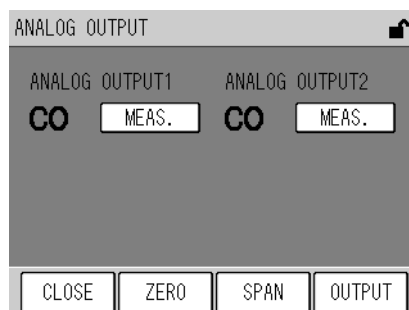 ANALOG OUTPUT
ANALOG OUTPUT1 ANALOG OUTPUT2
CO MEAS. CO MEAS.
CLOSE ZERO SPAN OUTPUT